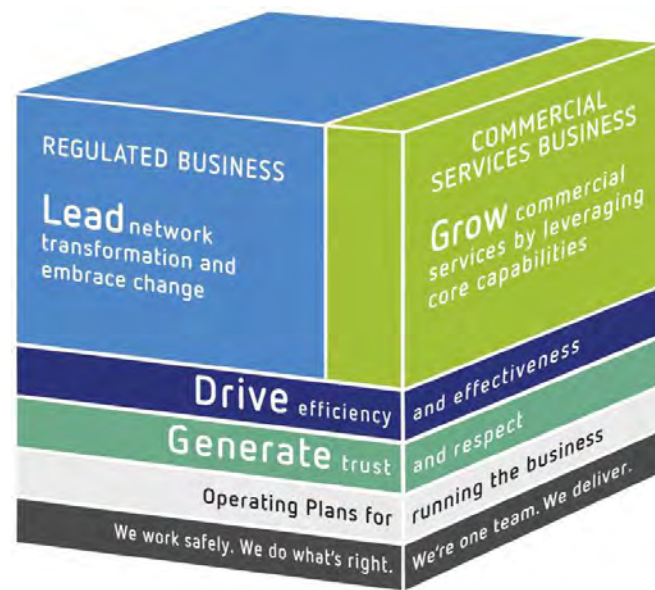 REGULATED BUSINESS
Lead network
transformation and
embrace change
COMMERCIAL
SERVICES BUSINESS
Grow commercial
services by leveraging
core capabilities
Drive efficiency and effectiveness
Generate trust and respect
Operating Plans for running the business
We work safely. We do what's right. We're one team. We deliver.